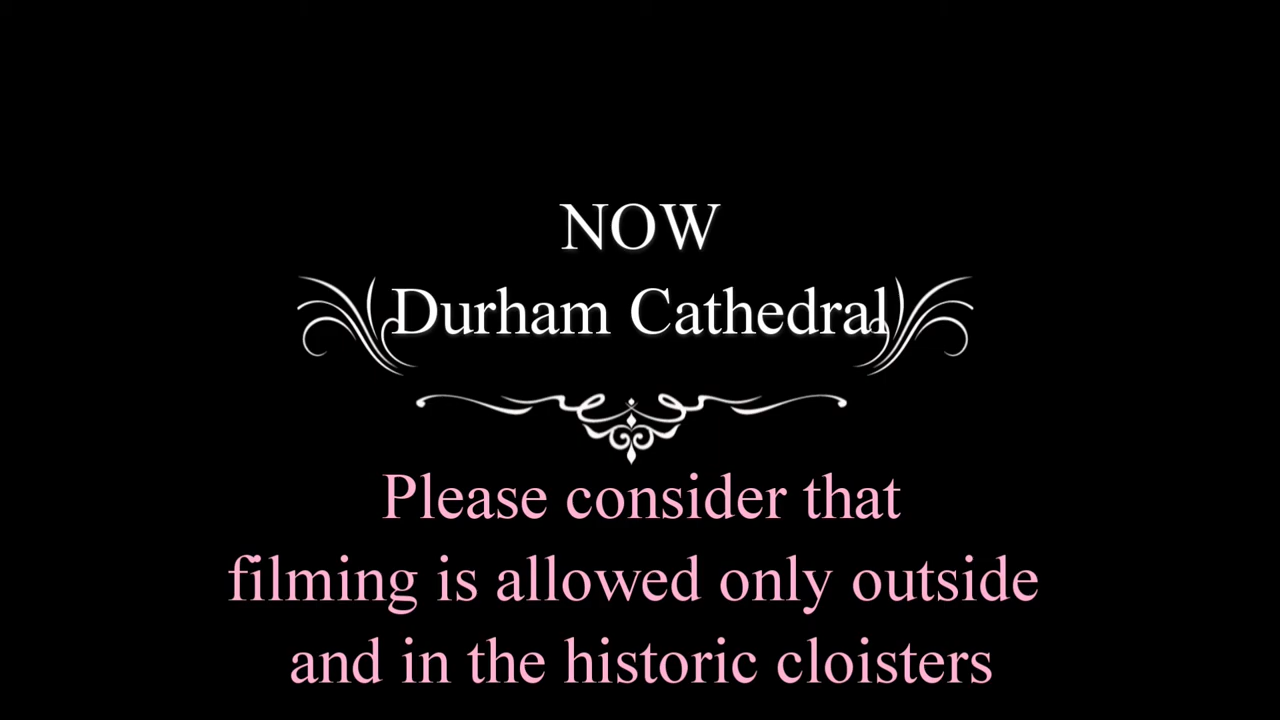 NOW
Durham Cathedral
Please consider that
filming is allowed only outside
and in the historic cloisters